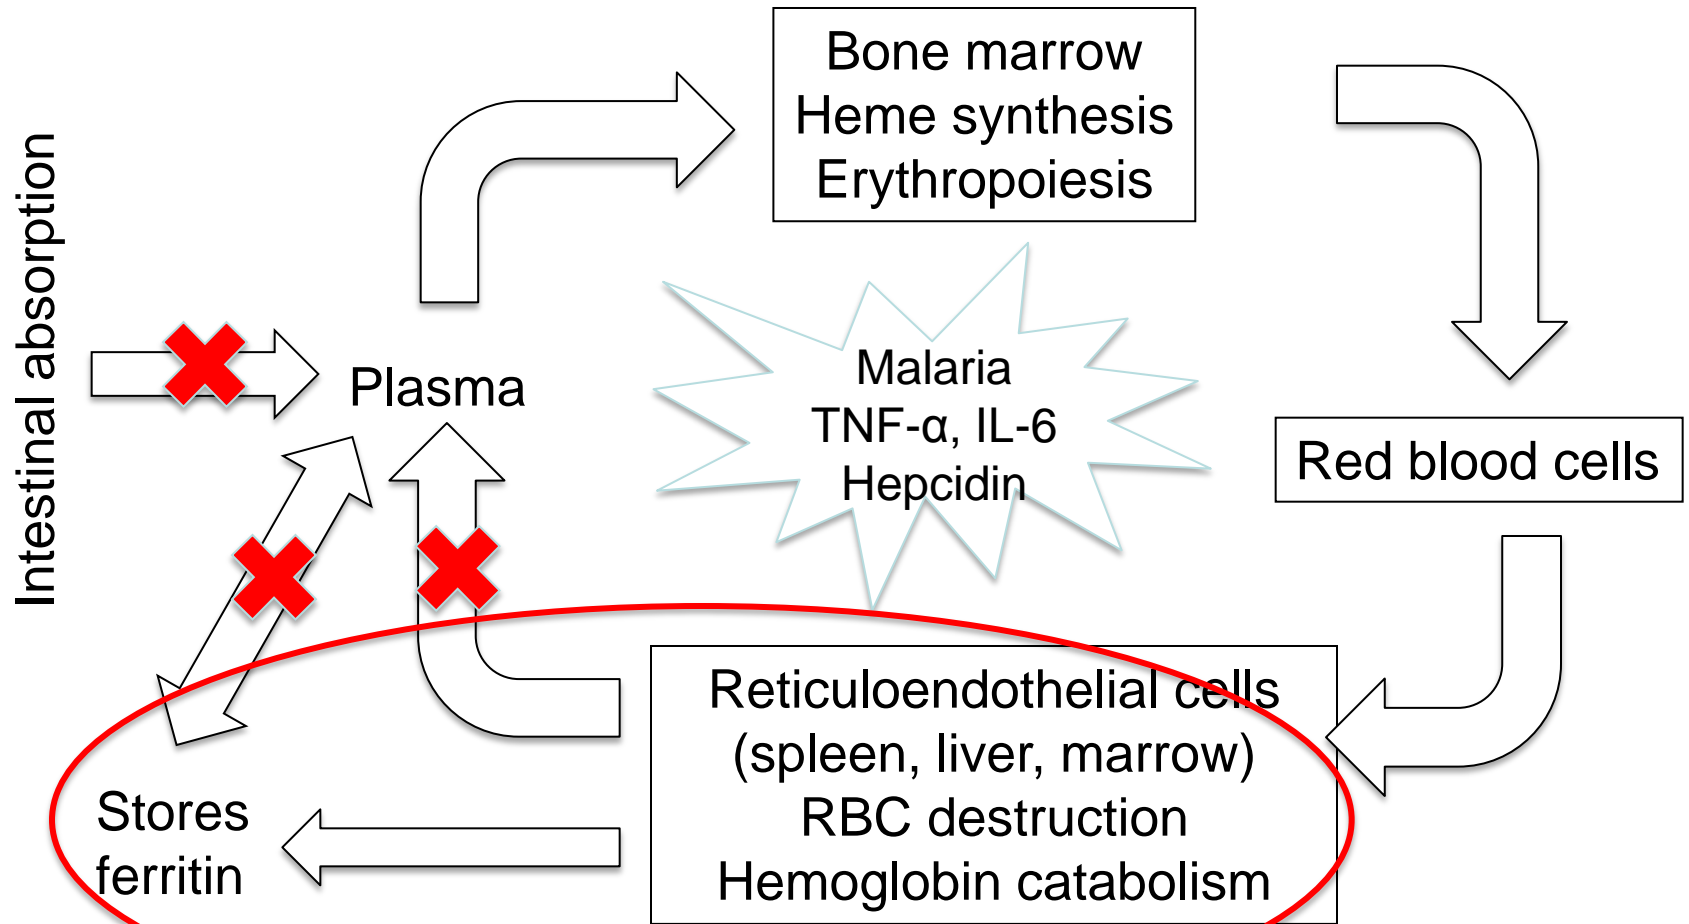 Bone marrow
Heme synthesis
Erythropoiesis
Intestinal absorption
Plasma
Malaria
TNF-α, IL-6
Hepcidin
Red blood cells
Reticuloendothelial cells
(spleen, liver, marrow)
RBC destruction
Hemoglobin catabolism
Stores
ferritin